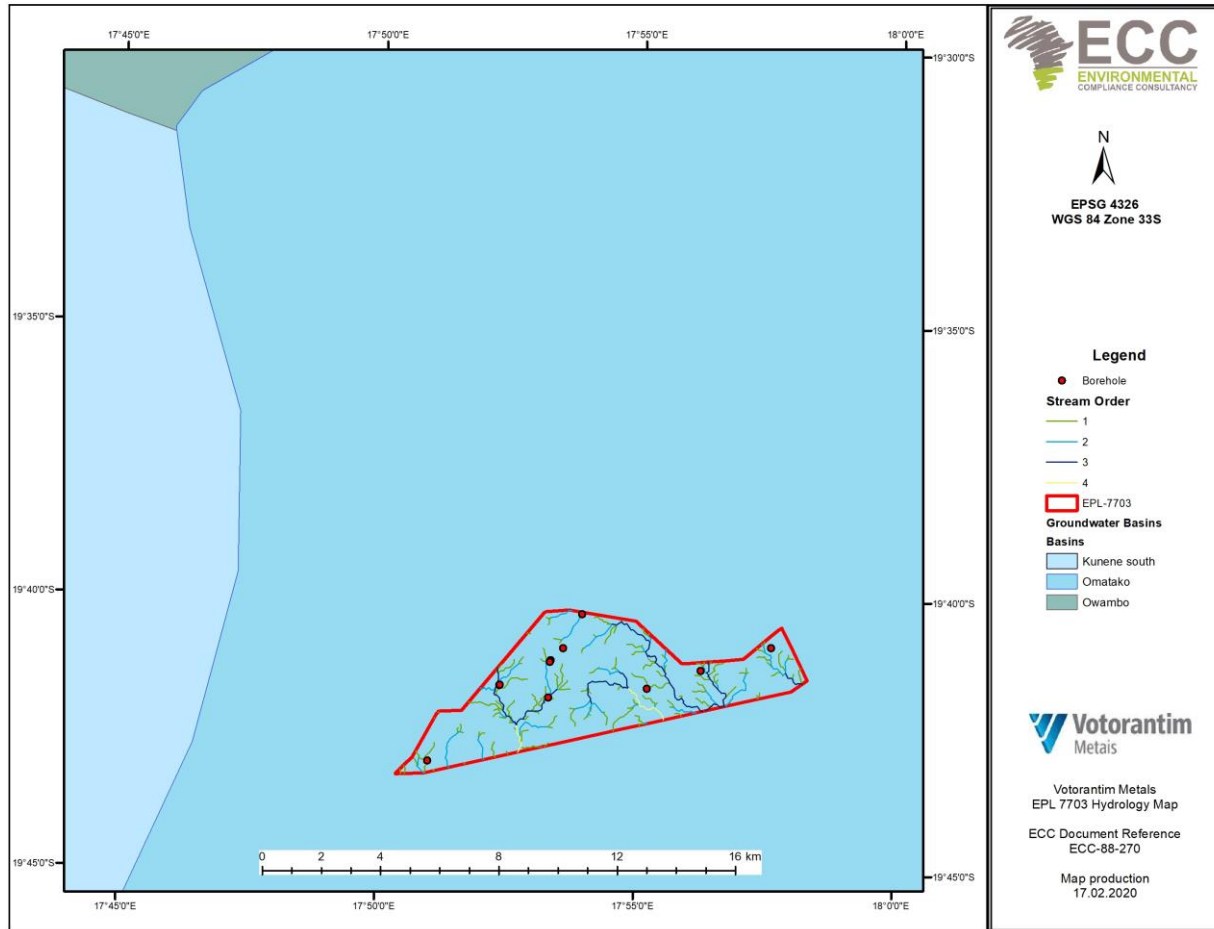 17°45'0"E
17°50'0"E
17°55'0"E
18°0'0"E
19°30'0"S
19°35'0"S
19°35'0"S
19°40'0"S
19°40'0"S
19°45'0"S
19°45'0"S
0 2 4 8 12 16 km
17°45'0"E
17°50'0"E
17°55'0"E
18°0'0"E
ECC
ENVIRONMENTAL
COMPLIANCE CONSULTANCY
N
EPSG 4326
WGS 84 Zone 33S
Legend
Borehole
Stream Order
1
2
3
4
EPL-7703
Groundwater Basins
Basins
Kunene south
Omatako
Owambo
Votorantim
Metais
Votorantim Metals
EPL 7703 Hydrology Map
ECC Document Reference
ECC-88-270
Map production
17.02.2020